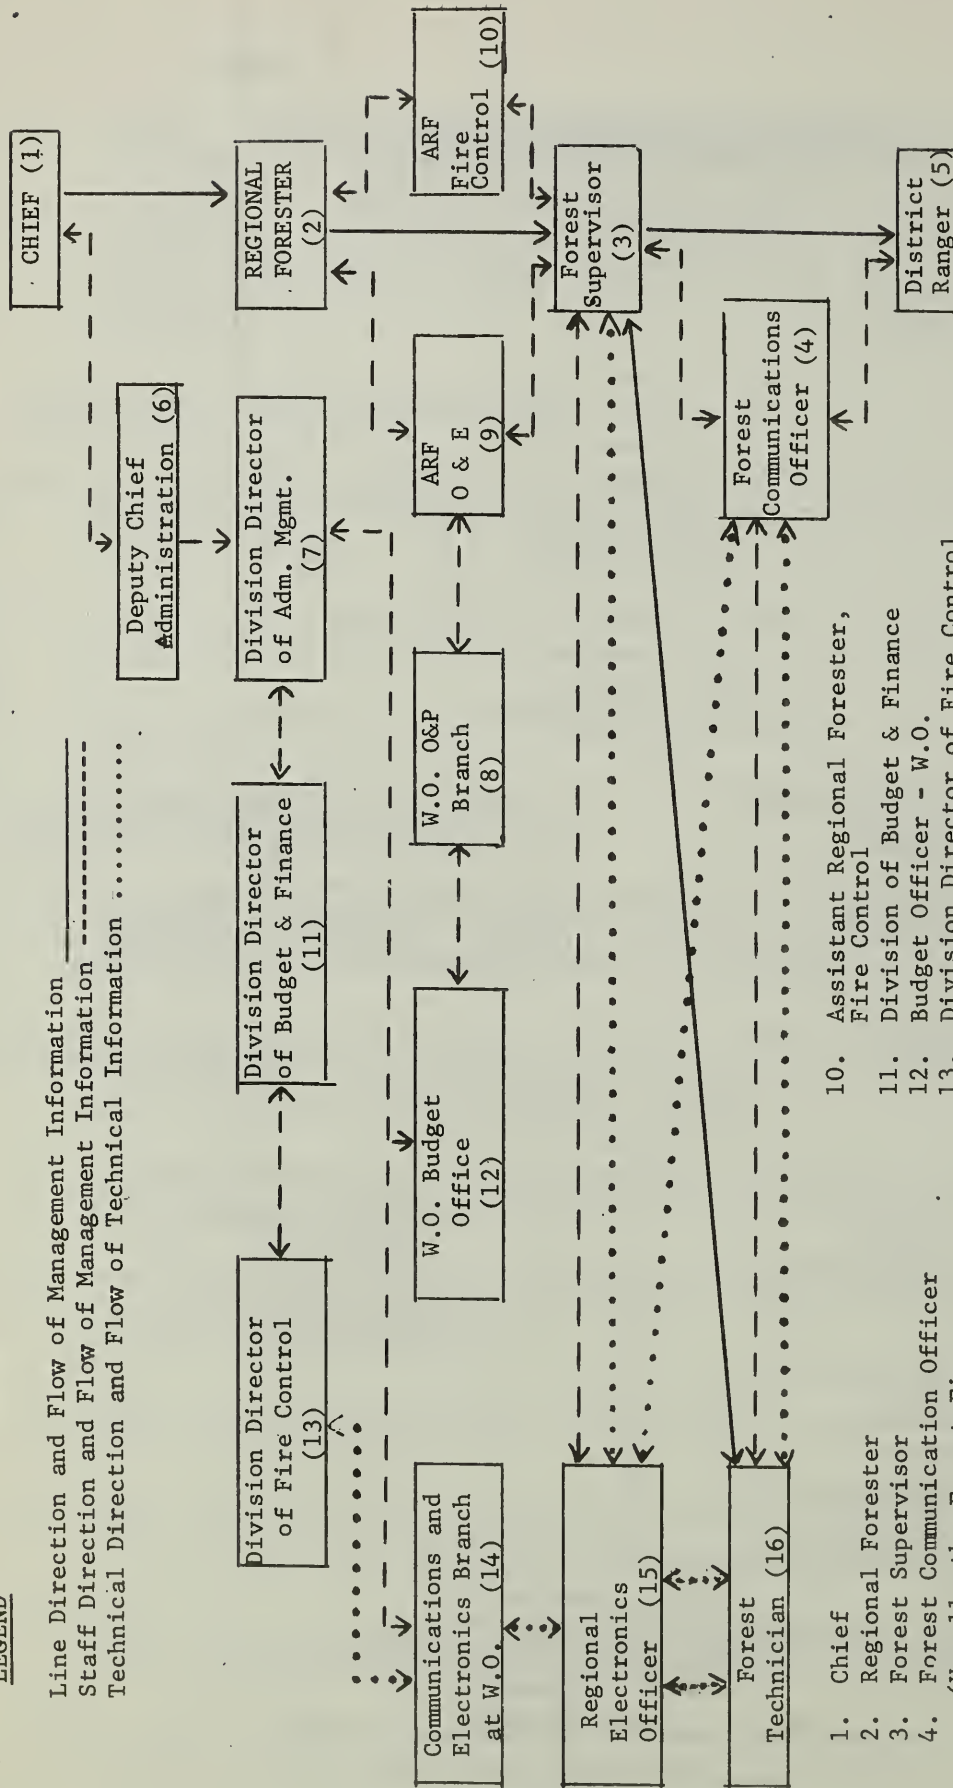 LEGEND
Line Direction and Flow of Management Information
Staff Direction and Flow of Management Information
Technical Direction and Flow of Technical Information
CHIEF (1)
Deputy Chief
Administration (6)
Division Director
of Fire Control
(13)
Division Director
of Budget & Finance
(11)
Division Director
of Adm. Mgmt.
(7)
REGIONAL
FORESTER
(2)
Communications and
Electronics Branch
at W.O. (14)
W.O. Budget
Office
(12)
W.O. O&P
Branch
(8)
ARF
O & E
(9)
ARF
Fire
Control (10)
Regional
Electronics
Officer (15)
Forest
Supervisor
(3)
Forest
Technician (16)
Forest
Communications
Officer (4)
District
Ranger (5)
1. Chief
2. Regional Forester
3. Forest Supervisor
4. Forest Communication Officer
10. Assistant Regional Forester,
Fire Control
11. Division of Budget & Finance
12. Budget Officer - W.O.
13. Division Director of Fire Control